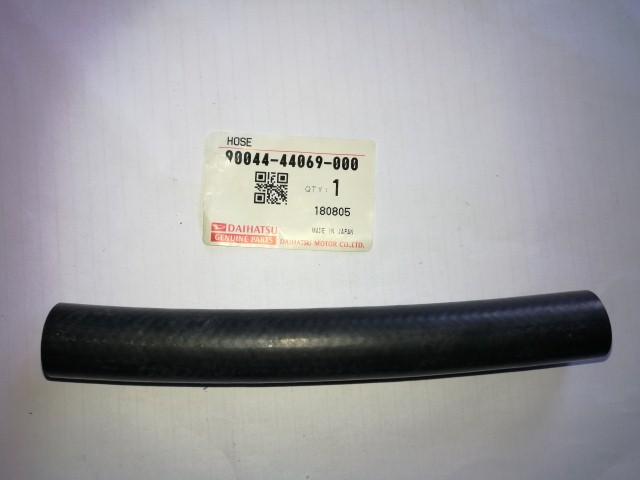 HOSE
90044-44069-000
QTY: 1
180805
DAIHATSU
GENUINE PARTS
MADE IN JAPAN
DAIHATSU MOTOR CO.,LTD.